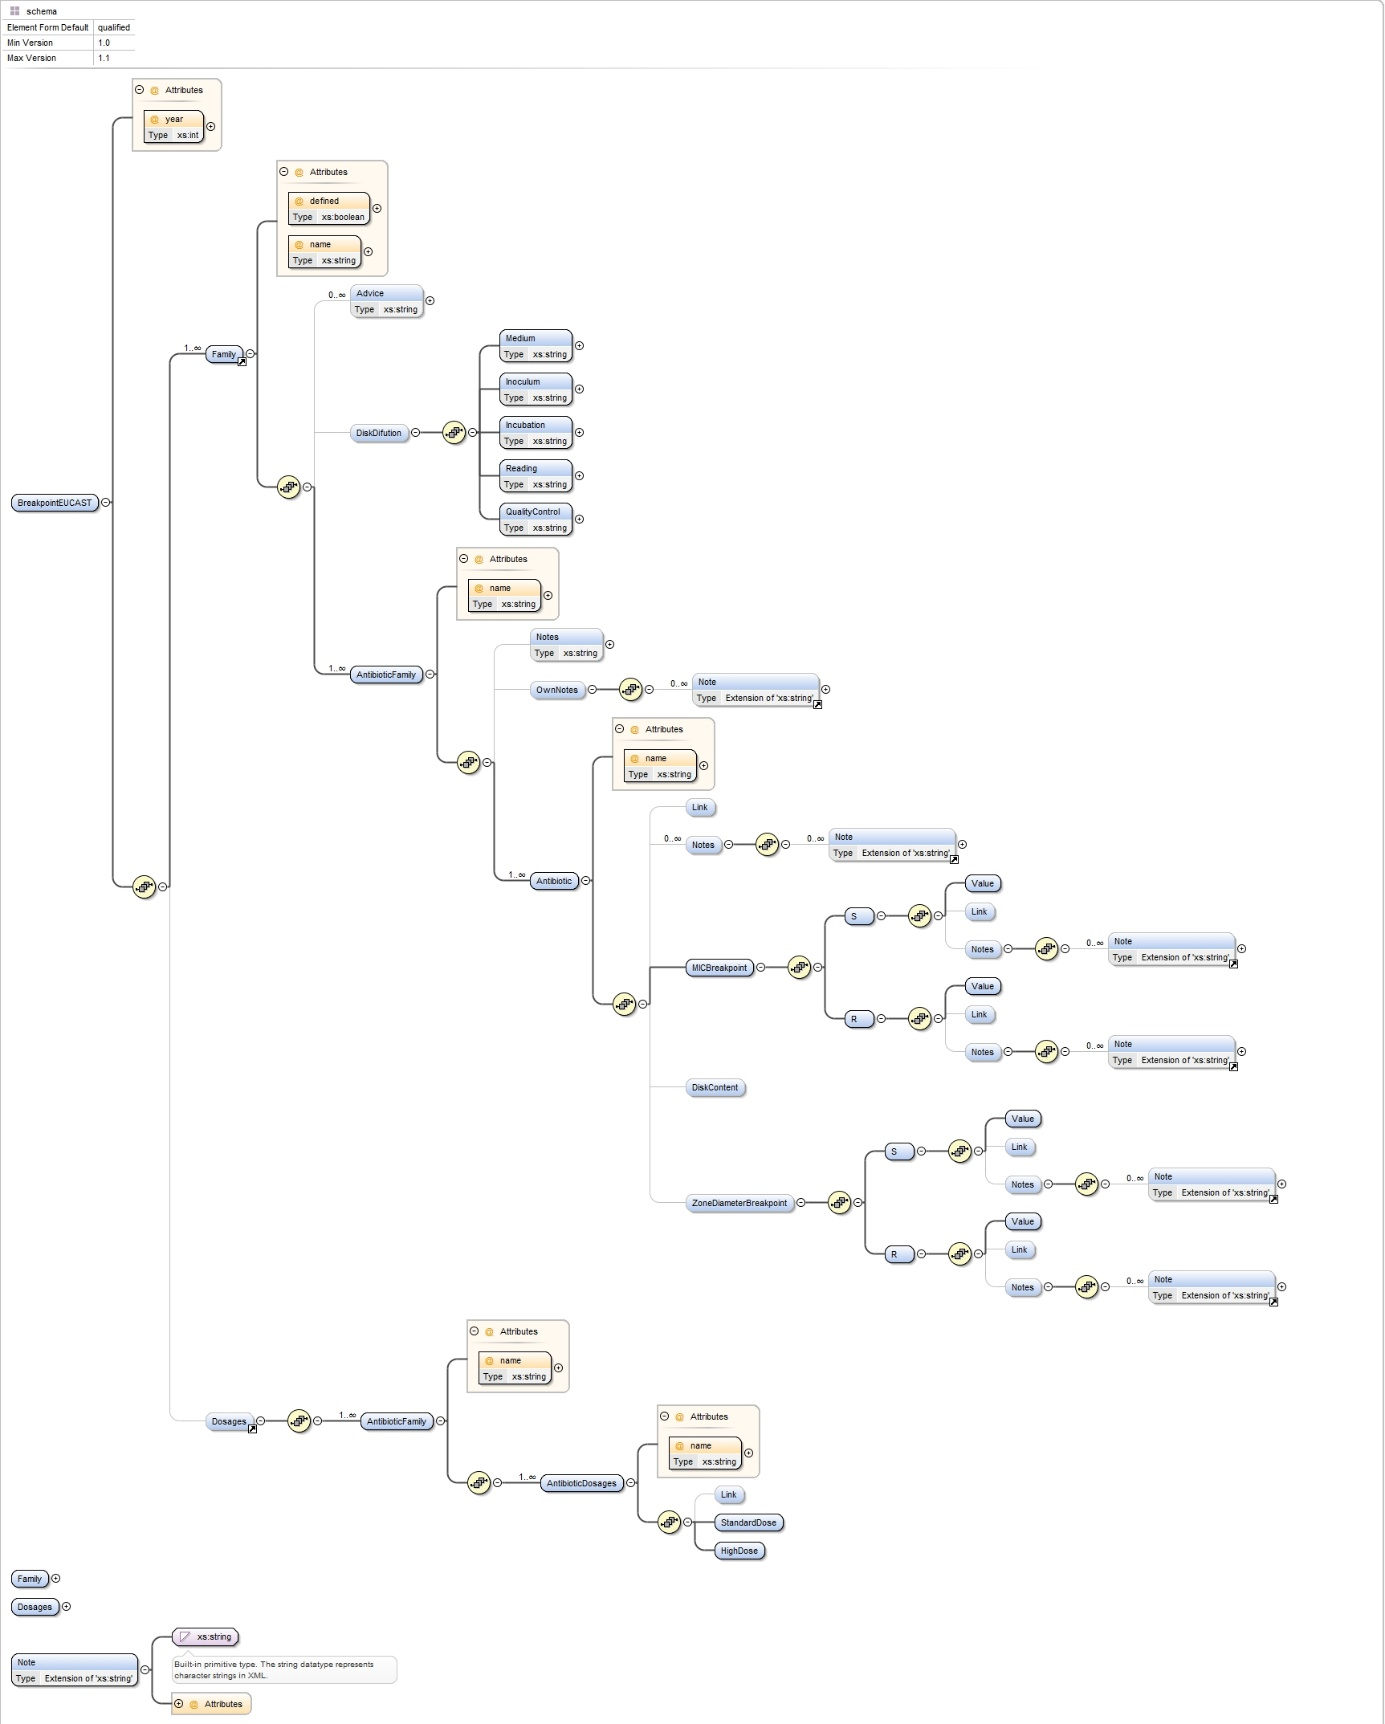 schema
Element Form Default qualified
Min Version 1.0
Max Version 1.1
@ Attributes
@ year
Type xs:int
@ Attributes
@ defined
Type xs:boolean
@ name
Type xs:string
0..∞ Advice
Type xs:string
Medium
Type xs:string
1..∞ Family
Inoculum
Type xs:string
DiskDifution
Incubation
Type xs:string
Reading
Type xs:string
BreakpointEUCAST
QualityControl
Type xs:string
@ Attributes
@ name
Type xs:string
Notes
Type xs:string
1..∞ AntibioticFamily
OwnNotes 0..∞ Note
Type Extension of 'xs:string'
@ Attributes
@ name
Type xs:string
Link
0..∞ Notes 0..∞ Note
Type Extension of 'xs:string'
1..∞ Antibiotic
Value
S Link
Notes 0..∞ Note
Type Extension of 'xs:string'
MICBreakpoint
Value
R Link
Notes 0..∞ Note
Type Extension of 'xs:string'
DiskContent
Value
S Link
Notes 0..∞ Note
Type Extension of 'xs:string'
ZoneDiameterBreakpoint
Value
R Link
Notes 0..∞ Note
Type Extension of 'xs:string'
@ Attributes
@ name
Type xs:string
Dosages 1..∞ AntibioticFamily
@ Attributes
@ name
Type xs:string
1..∞ AntibioticDosages
Link
StandardDose
HighDose
Family
Dosages
xs:string
Note
Type Extension of 'xs:string'
Built-in primitive type. The string datatype represents
character strings in XML.
@ Attributes